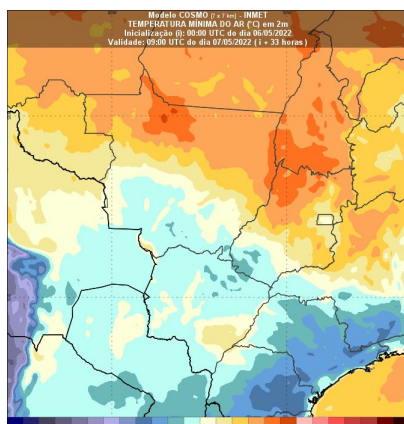 Modelo COSMO [7 x 7 km] - INMET
TEMPERATURA MÍNIMA DO AR (°C) em 2m
Inicialização (i): 00:00 UTC do dia 06/05/2022
Validade: 09:00 UTC do dia 07/05/2022 ( i + 33 horas )